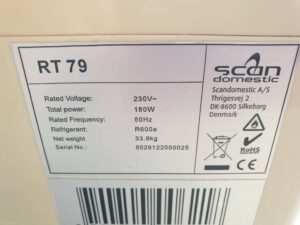 RT 79
scan
domestic
Scandomestic A/S
Thrigesvej 2
DK-8600 Silkeborg
Denmark
Rated Voltage: 230V~
Total power: 180W
Rated Frequency: 50Hz
Refrigerant: R600a
Net weight 33.8kg
Serial No.: 5029122000025
CE
RoHS